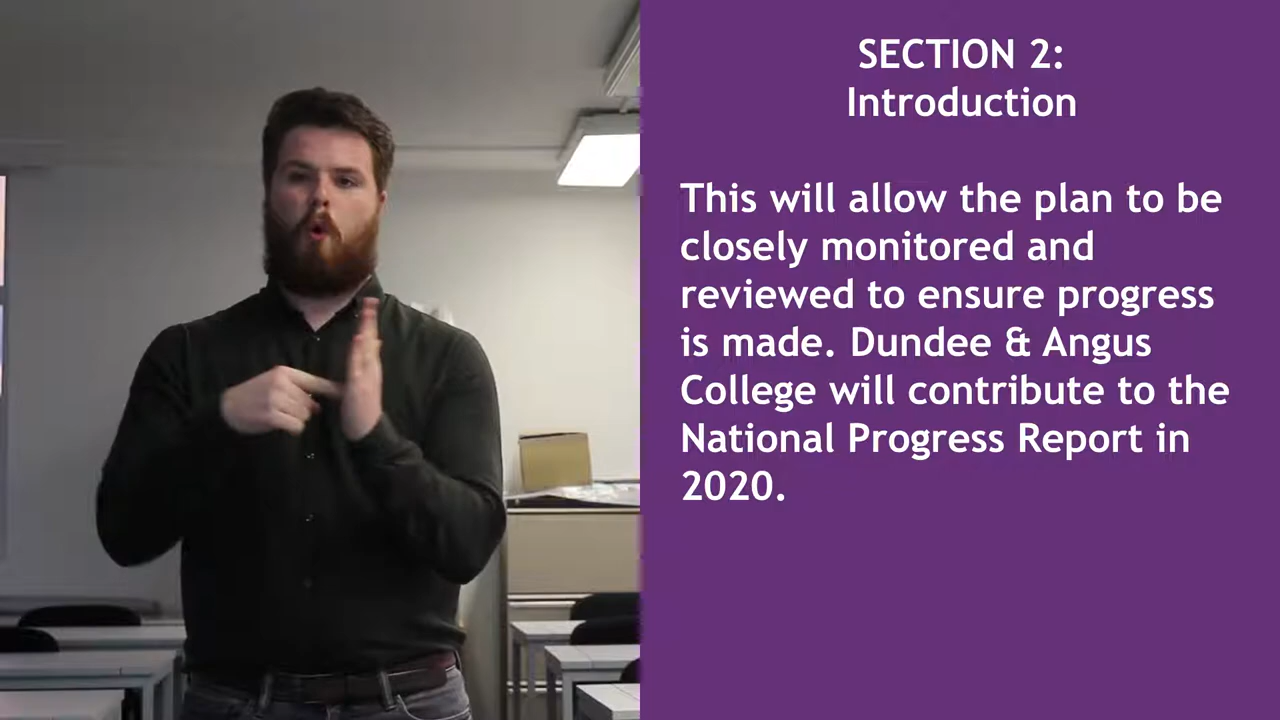 SECTION 2:
Introduction
This will allow the plan to be
closely monitored and
reviewed to ensure progress
is made. Dundee & Angus
College will contribute to the
National Progress Report in
2020.